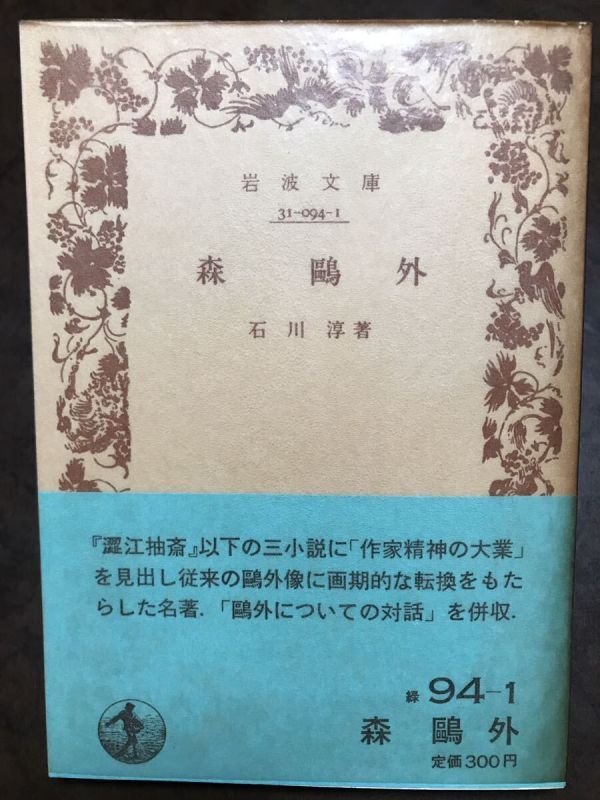 岩波文庫
31-094-1
森鷗外
石川淳著
『澀江抽斎』以下の三小説に「作家精神の大業」
を見出し従来の鷗外像に画期的な転換をもた
らした名著.「鷗外についての対話」を併収.
緑 94-1
森鷗外
定価300円